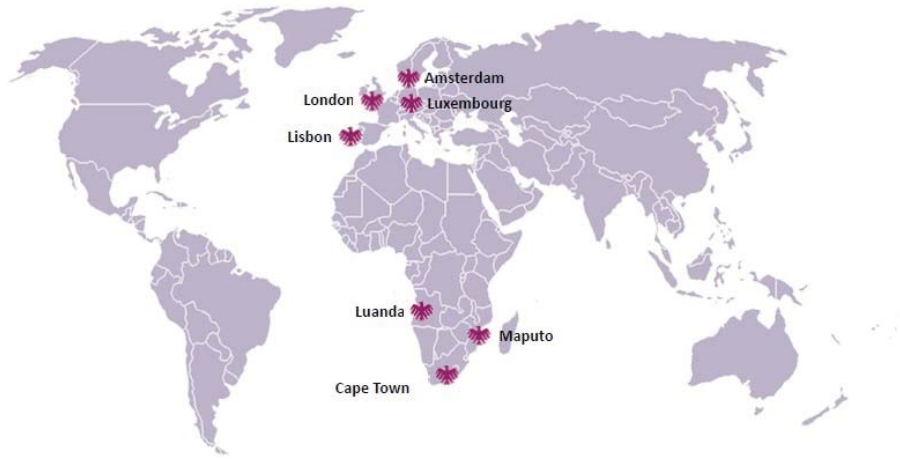 Amsterdam
London
Luxembourg
Lisbon
Luanda
Maputo
Cape Town